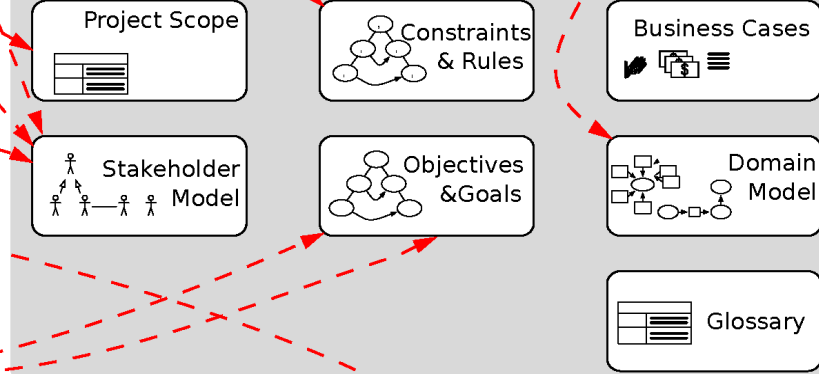 Project Scope
Constraints
& Rules
Business Cases
$
Stakeholder
Model
Objectives
&Goals
Domain
Model
Glossary